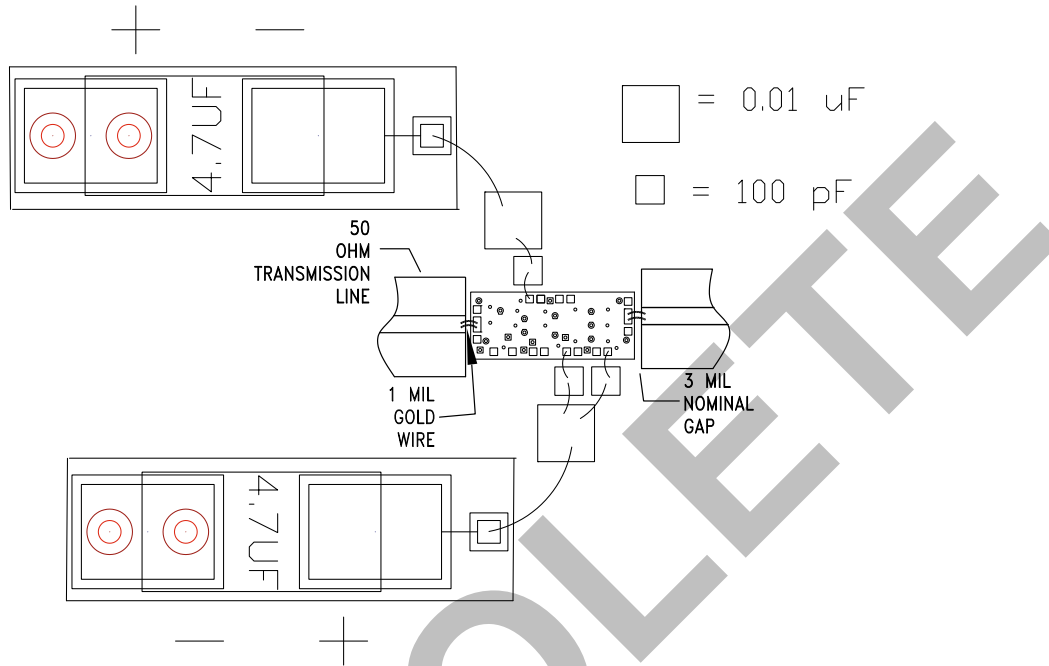 + —
4.7UF
= 0.01 uF
= 100 pF
50
OHM
TRANSMISSION
LINE
1 MIL
GOLD
WIRE
3 MIL
NOMINAL
GAP
4.7UF
— +
OLETE